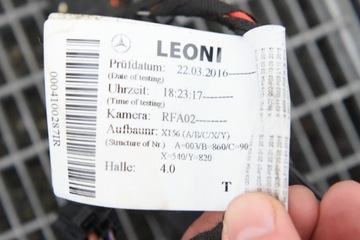 LEONI
Prüfdatum: 22.03.2016
(Date of testing)
Uhrzeit: 18:23:17
(Time of testing)
Kamera: RFA02
Aufbaunr: X156 (A/B/C/X/Y)
(Structure of Nr) A=003/B=860/C=90
X=540/Y=820
Halle: 4.0
T